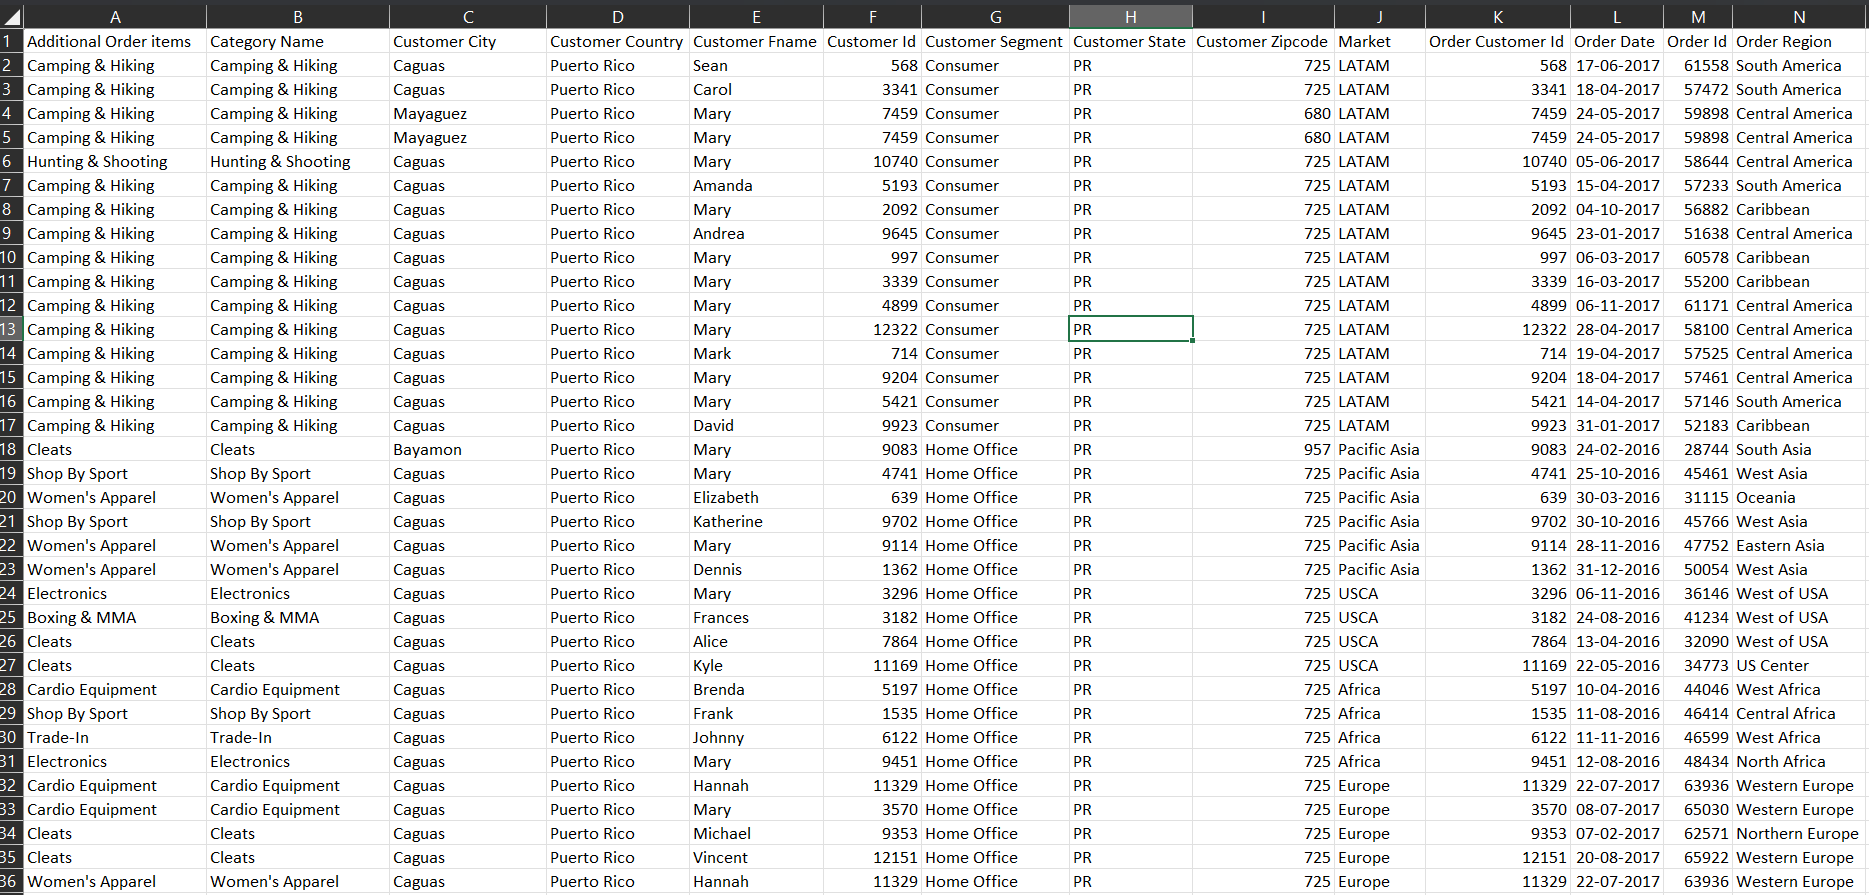 A B C D E F G H I J K L M N
1 Additional Order items Category Name Customer City Customer Country Customer Fname Customer Id Customer Segment Customer State Customer Zipcode Market Order Customer Id Order Date Order Id Order Region
2 Camping & Hiking Camping & Hiking Caguas Puerto Rico Sean 568 Consumer PR 725 LATAM 568 17-06-2017 61558 South America
3 Camping & Hiking Camping & Hiking Caguas Puerto Rico Carol 3341 Consumer PR 725 LATAM 3341 18-04-2017 57472 South America
4 Camping & Hiking Camping & Hiking Mayaguez Puerto Rico Mary 7459 Consumer PR 680 LATAM 7459 24-05-2017 59898 Central America
5 Camping & Hiking Camping & Hiking Mayaguez Puerto Rico Mary 7459 Consumer PR 680 LATAM 7459 24-05-2017 59898 Central America
6 Hunting & Shooting Hunting & Shooting Caguas Puerto Rico Mary 10740 Consumer PR 725 LATAM 10740 05-06-2017 58644 Central America
7 Camping & Hiking Camping & Hiking Caguas Puerto Rico Amanda 5193 Consumer PR 725 LATAM 5193 15-04-2017 57233 South America
8 Camping & Hiking Camping & Hiking Caguas Puerto Rico Mary 2092 Consumer PR 725 LATAM 2092 04-10-2017 56882 Caribbean
9 Camping & Hiking Camping & Hiking Caguas Puerto Rico Andrea 9645 Consumer PR 725 LATAM 9645 23-01-2017 51638 Central America
10 Camping & Hiking Camping & Hiking Caguas Puerto Rico Mary 997 Consumer PR 725 LATAM 997 06-03-2017 60578 Caribbean
11 Camping & Hiking Camping & Hiking Caguas Puerto Rico Mary 3339 Consumer PR 725 LATAM 3339 16-03-2017 55200 Caribbean
12 Camping & Hiking Camping & Hiking Caguas Puerto Rico Mary 4899 Consumer PR 725 LATAM 4899 06-11-2017 61171 Central America
13 Camping & Hiking Camping & Hiking Caguas Puerto Rico Mary 12322 Consumer PR 725 LATAM 12322 28-04-2017 58100 Central America
14 Camping & Hiking Camping & Hiking Caguas Puerto Rico Mark 714 Consumer PR 725 LATAM 714 19-04-2017 57525 Central America
15 Camping & Hiking Camping & Hiking Caguas Puerto Rico Mary 9204 Consumer PR 725 LATAM 9204 18-04-2017 57461 Central America
16 Camping & Hiking Camping & Hiking Caguas Puerto Rico Mary 5421 Consumer PR 725 LATAM 5421 14-04-2017 57146 South America
17 Camping & Hiking Camping & Hiking Caguas Puerto Rico David 9923 Consumer PR 725 LATAM 9923 31-01-2017 52183 Caribbean
18 Cleats Cleats Bayamon Puerto Rico Mary 9083 Home Office PR 957 Pacific Asia 9083 24-02-2016 28744 South Asia
19 Shop By Sport Shop By Sport Caguas Puerto Rico Mary 4741 Home Office PR 725 Pacific Asia 4741 25-10-2016 45461 West Asia
20 Women's Apparel Women's Apparel Caguas Puerto Rico Elizabeth 639 Home Office PR 725 Pacific Asia 639 30-03-2016 31115 Oceania
21 Shop By Sport Shop By Sport Caguas Puerto Rico Katherine 9702 Home Office PR 725 Pacific Asia 9702 30-10-2016 45766 West Asia
22 Women's Apparel Women's Apparel Caguas Puerto Rico Mary 9114 Home Office PR 725 Pacific Asia 9114 28-11-2016 47752 Eastern Asia
23 Women's Apparel Women's Apparel Caguas Puerto Rico Dennis 1362 Home Office PR 725 Pacific Asia 1362 31-12-2016 50054 West Asia
24 Electronics Electronics Caguas Puerto Rico Mary 3296 Home Office PR 725 USCA 3296 06-11-2016 36146 West of USA
25 Boxing & MMA Boxing & MMA Caguas Puerto Rico Frances 3182 Home Office PR 725 USCA 3182 24-08-2016 41234 West of USA
26 Cleats Cleats Caguas Puerto Rico Alice 7864 Home Office PR 725 USCA 7864 13-04-2016 32090 West of USA
27 Cleats Cleats Caguas Puerto Rico Kyle 11169 Home Office PR 725 USCA 11169 22-05-2016 34773 US Center
28 Cardio Equipment Cardio Equipment Caguas Puerto Rico Brenda 5197 Home Office PR 725 Africa 5197 10-04-2016 44046 West Africa
29 Shop By Sport Shop By Sport Caguas Puerto Rico Frank 1535 Home Office PR 725 Africa 1535 11-08-2016 46414 Central Africa
30 Trade-In Trade-In Caguas Puerto Rico Johnny 6122 Home Office PR 725 Africa 6122 11-11-2016 46599 West Africa
31 Electronics Electronics Caguas Puerto Rico Mary 9451 Home Office PR 725 Africa 9451 12-08-2016 48434 North Africa
32 Cardio Equipment Cardio Equipment Caguas Puerto Rico Hannah 11329 Home Office PR 725 Europe 11329 22-07-2017 63936 Western Europe
33 Cardio Equipment Cardio Equipment Caguas Puerto Rico Mary 3570 Home Office PR 725 Europe 3570 08-07-2017 65030 Western Europe
34 Cleats Cleats Caguas Puerto Rico Michael 9353 Home Office PR 725 Europe 9353 07-02-2017 62571 Northern Europe
35 Cleats Cleats Caguas Puerto Rico Vincent 12151 Home Office PR 725 Europe 12151 20-08-2017 65922 Western Europe
36 Women's Apparel Women's Apparel Caguas Puerto Rico Hannah 11329 Home Office PR 725 Europe 11329 22-07-2017 63936 Western Europe